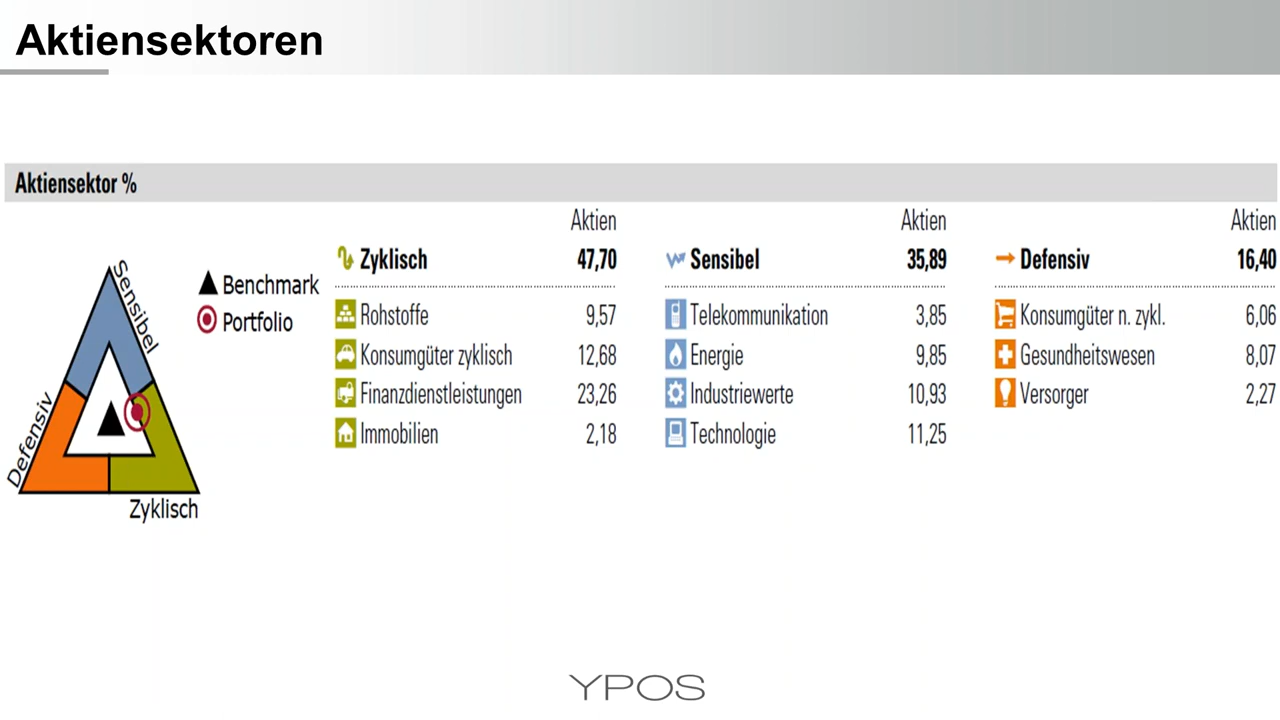 Aktiensektoren
Aktiensektor %
Sensibel
Defensiv
Zyklisch
Benchmark
Portfolio
Aktien
Zyklisch 47,70
Rohstoffe 9,57
Konsumgüter zyklisch 12,68
Finanzdienstleistungen 23,26
Immobilien 2,18
Aktien
Sensibel 35,89
Telekommunikation 3,85
Energie 9,85
Industriewerte 10,93
Technologie 11,25
Aktien
Defensiv 16,40
Konsumgüter n. zykl. 6,06
Gesundheitswesen 8,07
Versorger 2,27
YPOS